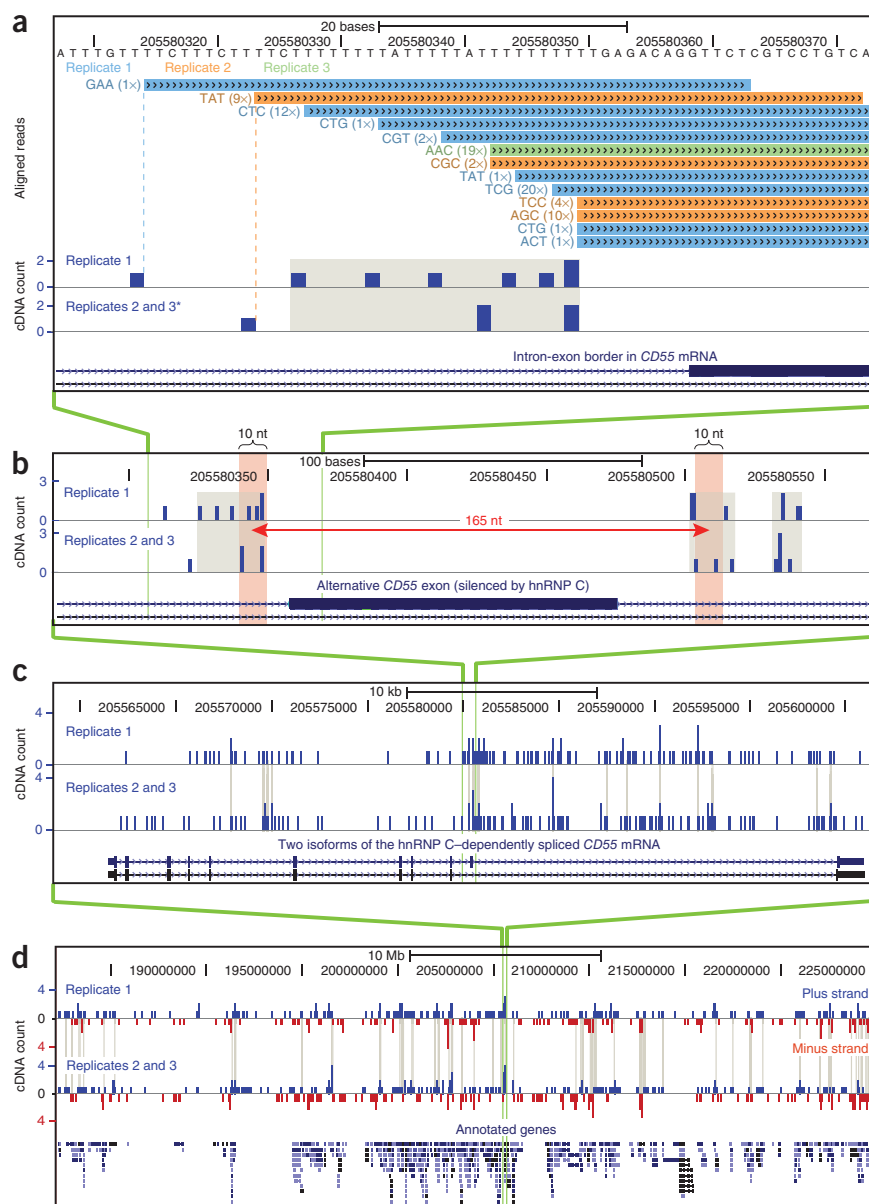 a
20 bases
205580320 205580330 205580340 205580350 205580360 205580370
Replicate 1 Replicate 2 Replicate 3
Aligned reads
GAA (1×)
TAT (9×)
CTC (12×)
CTG (1×)
CGT (2×)
AAC (19×)
CGC (2×)
TAT (1×)
TCG (20×)
TCC (4×)
AGC (10×)
CTG (1×)
ACT (1×)
cDNA count
2
Replicate 1
0
2
Replicates 2 and 3*
0
Intron-exon border in CD55 mRNA
b
10 nt 10 nt
100 bases
205580350 205580400 205580450 205580500 205580550
cDNA count
3
Replicate 1
0
165 nt
3
Replicates 2 and 3
0
Alternative CD55 exon (silenced by hnRNP C)
c
10 kb
205565000 205570000 205575000 205580000 205585000 205590000 205595000 205600000
cDNA count
4
Replicate 1
0
4
Replicates 2 and 3
0
Two isoforms of the hnRNP C–dependently spliced CD55 mRNA
d
10 Mb
190000000 195000000 200000000 205000000 210000000 215000000 220000000 225000000
cDNA count
4
Replicate 1 Plus strand
0
4 Minus strand
Replicates 2 and 3
4
0
4
Annotated genes